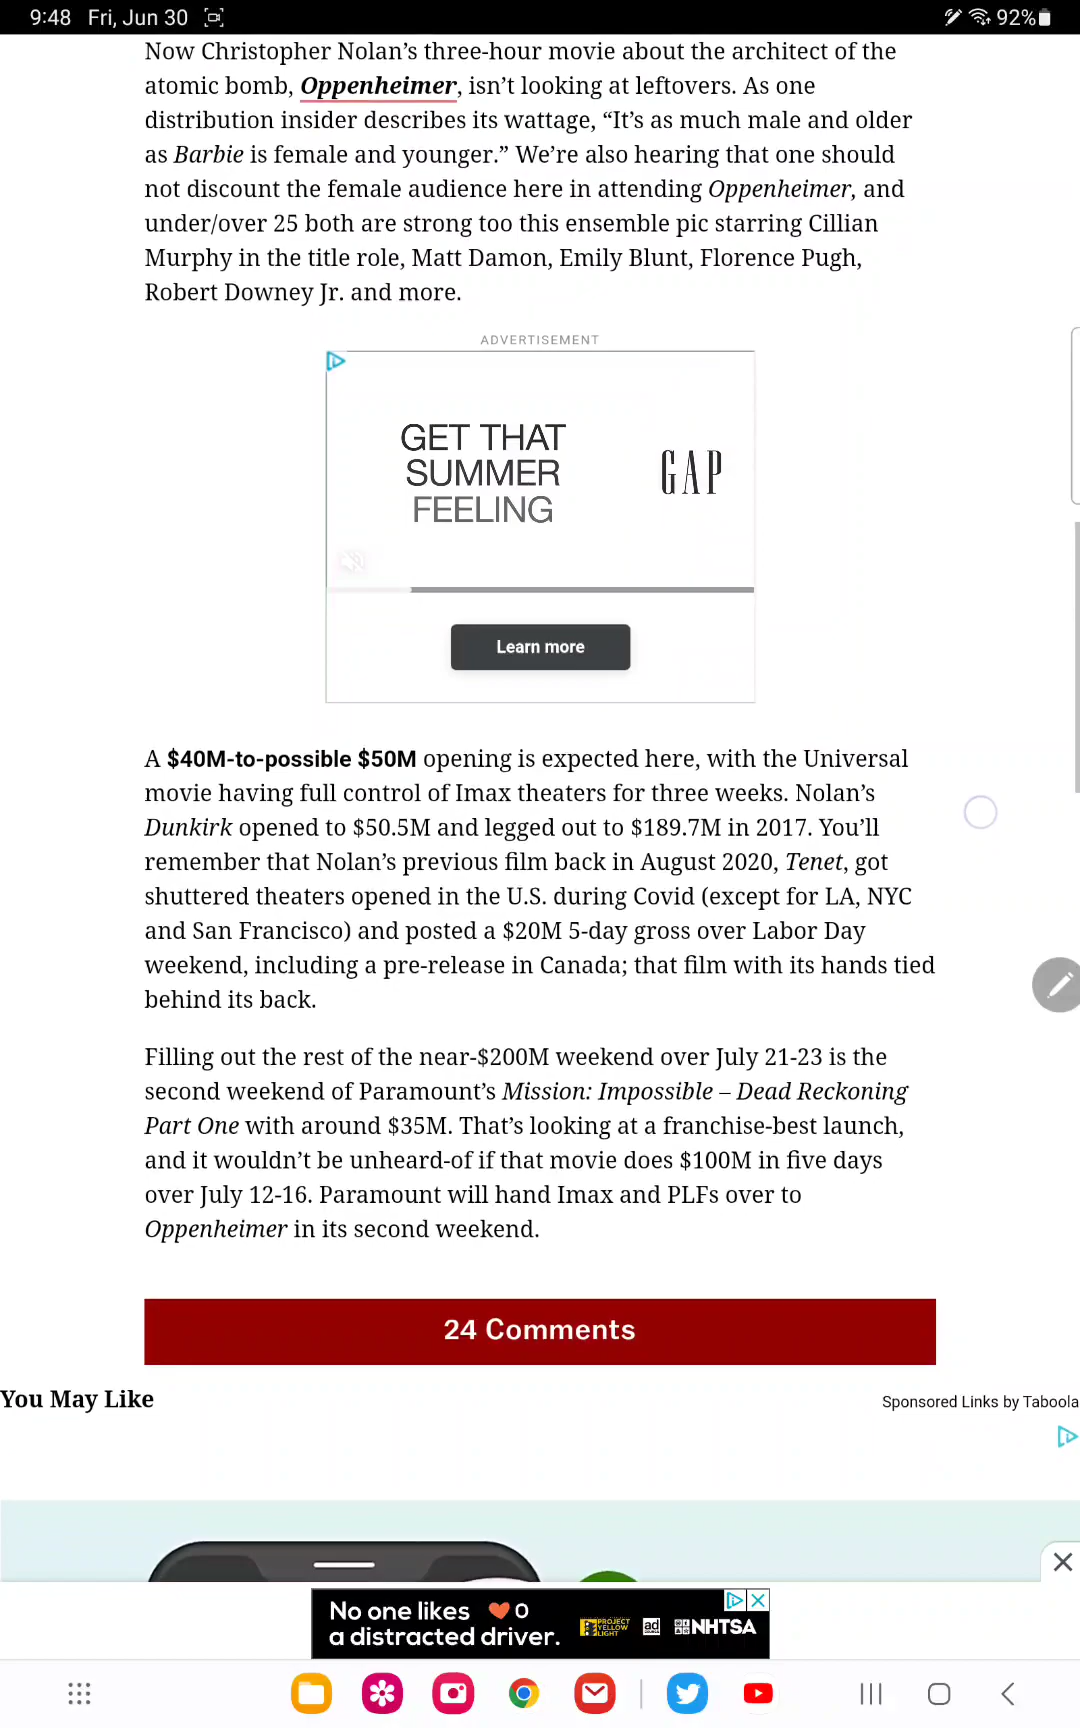 9:48 Fri, Jun 30
92%
Now Christopher Nolan’s three-hour movie about the architect of the
atomic bomb, Oppenheimer, isn’t looking at leftovers. As one
distribution insider describes its wattage, “It’s as much male and older
as Barbie is female and younger.” We’re also hearing that one should
not discount the female audience here in attending Oppenheimer, and
under/over 25 both are strong too this ensemble pic starring Cillian
Murphy in the title role, Matt Damon, Emily Blunt, Florence Pugh,
Robert Downey Jr. and more.
ADVERTISEMENT
GET THAT
SUMMER
FEELING
GAP
Learn more
A $40M-to-possible $50M opening is expected here, with the Universal
movie having full control of Imax theaters for three weeks. Nolan’s
Dunkirk opened to $50.5M and legged out to $189.7M in 2017. You’ll
remember that Nolan’s previous film back in August 2020, Tenet, got
shuttered theaters opened in the U.S. during Covid (except for LA, NYC
and San Francisco) and posted a $20M 5-day gross over Labor Day
weekend, including a pre-release in Canada; that film with its hands tied
behind its back.
Filling out the rest of the near-$200M weekend over July 21-23 is the
second weekend of Paramount’s Mission: Impossible – Dead Reckoning
Part One with around $35M. That’s looking at a franchise-best launch,
and it wouldn’t be unheard-of if that movie does $100M in five days
over July 12-16. Paramount will hand Imax and PLFs over to
Oppenheimer in its second weekend.
24 Comments
You May Like
Sponsored Links by Taboola
No one likes 0
a distracted driver.
PROJECT
YELLOW
LIGHT
ad
NHTSA